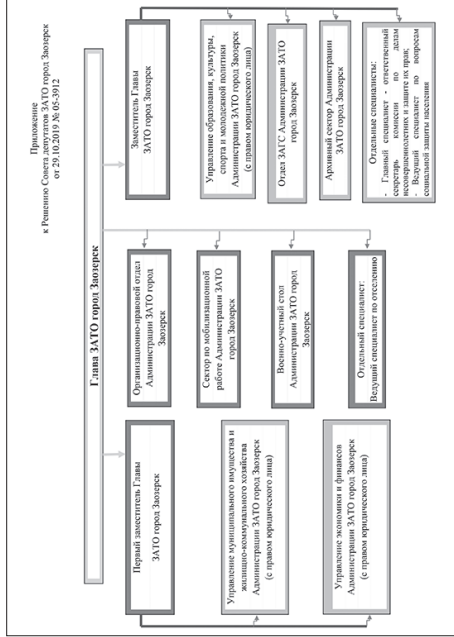 Приложение
к Решению Совета депутатов ЗАТО город Заозерск
от 29.10.2019 № 05-3912
Глава ЗАТО город Заозерск
Первый заместитель Главы
ЗАТО город Заозерск
Управление муниципального имущества и
жилищно-коммунального хозяйства
Администрации ЗАТО город Заозерск
(с правом юридического лица)
Управление экономики и финансов
Администрации ЗАТО город Заозерск
(с правом юридического лица)
Организационно-правовой отдел
Администрации ЗАТО город
Заозерск
Сектор по мобилизационной
работе Администрации ЗАТО
город Заозерск
Военно-учетный стол
Администрации ЗАТО город
Заозерск
Отдельный специалист:
Ведущий специалист по отселению
Заместитель Главы
ЗАТО город Заозерск
Управление образования, культуры,
спорта и молодежной политики
Администрации ЗАТО город Заозерск
(с правом юридического лица)
Отдел ЗАГС Администрации ЗАТО
город Заозерск
Архивный сектор Администрации
ЗАТО город Заозерск
Отдельные специалисты:
- Главный специалист - ответственный
секретарь комиссии по делам
несовершеннолетних и защите их прав;
- Ведущий специалист по вопросам
социальной защиты населения